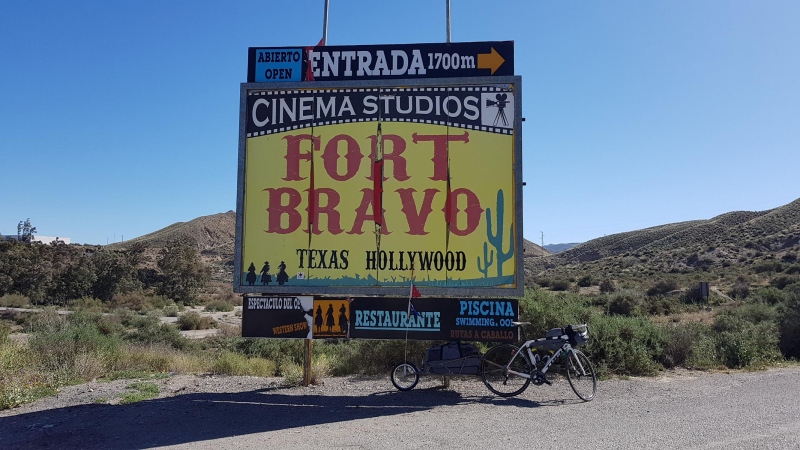 ABIERTO
OPEN
ENTRADA 1700m
CINEMA STUDIOS
FORT
BRAVO
TEXAS HOLLYWOOD
ESPECTACULO DEL
WESTERN SHOW
RESTAURANTE
PISCINA
SWIMMING
RUTAS A CABALLO